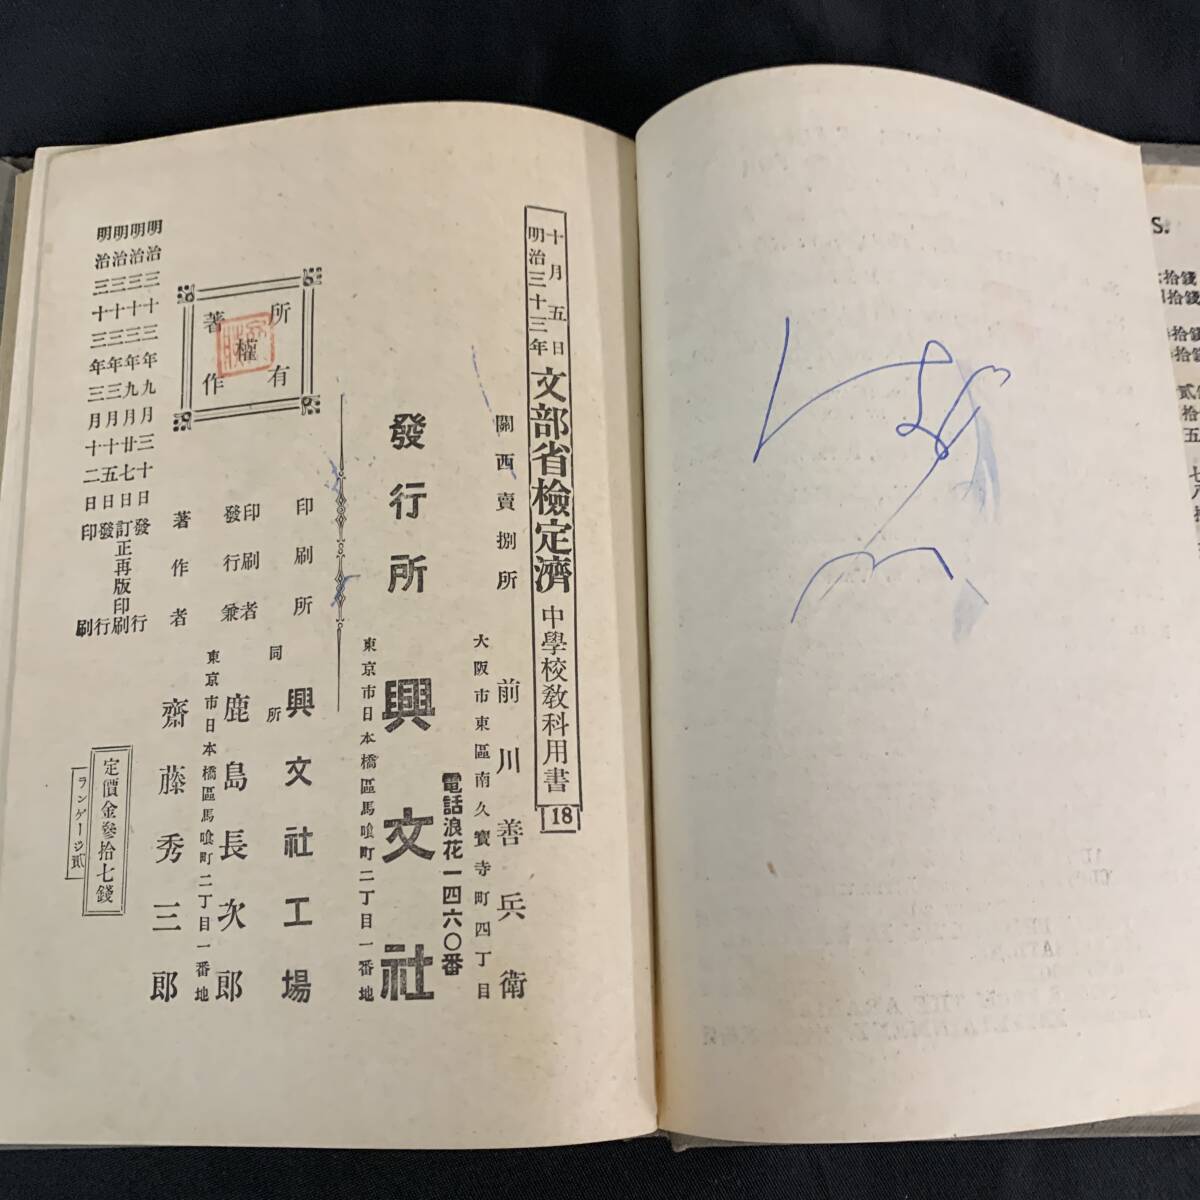 明治三十三年三月十二日印刷
明治三十三年三月十五日發行
明治三十三年九月廿七日訂正再版印刷
明治三十三年九月三十日發行
著作
權
所有
ランゲージ貳
定價金參拾七錢
著作者 齋藤秀三郎
東京市日本橋區馬喰町二丁目一番地
發行兼
印刷者 鹿島長次郎
同所
印刷所 興文社工場
東京市日本橋區馬喰町二丁目一番地
發行所 興文社
電話浪花一四六〇番
大阪市東區南久寶寺町四丁目
關西賣捌所 前川善兵衛
明治三十三年
十月五日
文部省檢定濟 中學校敎科用書 18
S.
拾錢
拾錢